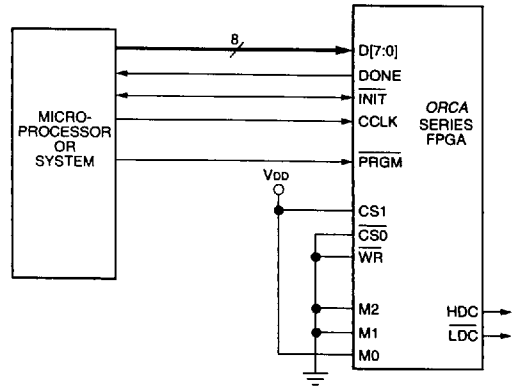 8
MICRO-
PROCESSOR
OR
SYSTEM
D[7:0]
DONE
INIT
CCLK
PRGM
VDD
CS1
CS0
WR
M2
M1
M0
ORCA
SERIES
FPGA
HDC
LDC